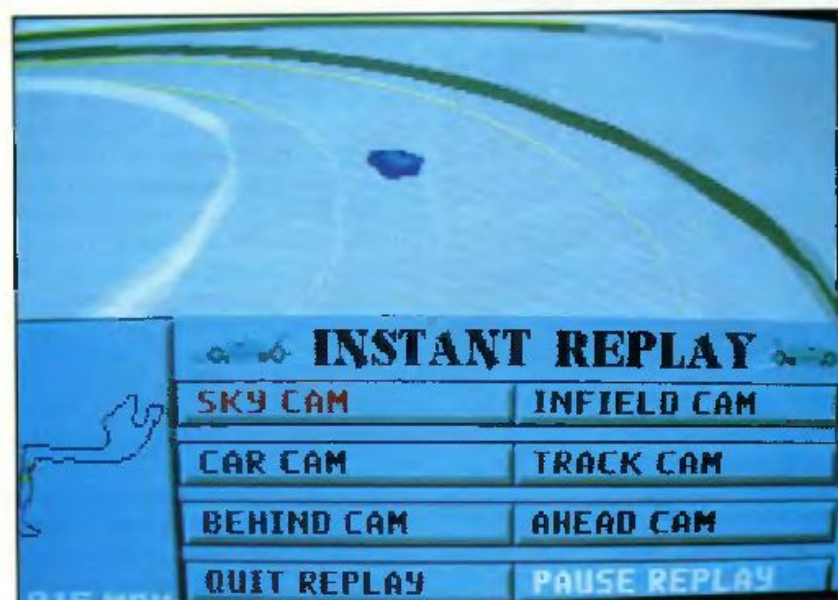 INSTANT REPLAY
SKY CAM
INFIELD CAM
CAR CAM
TRACK CAM
BEHIND CAM
AHEAD CAM
QUIT REPLAY
PAUSE REPLAY